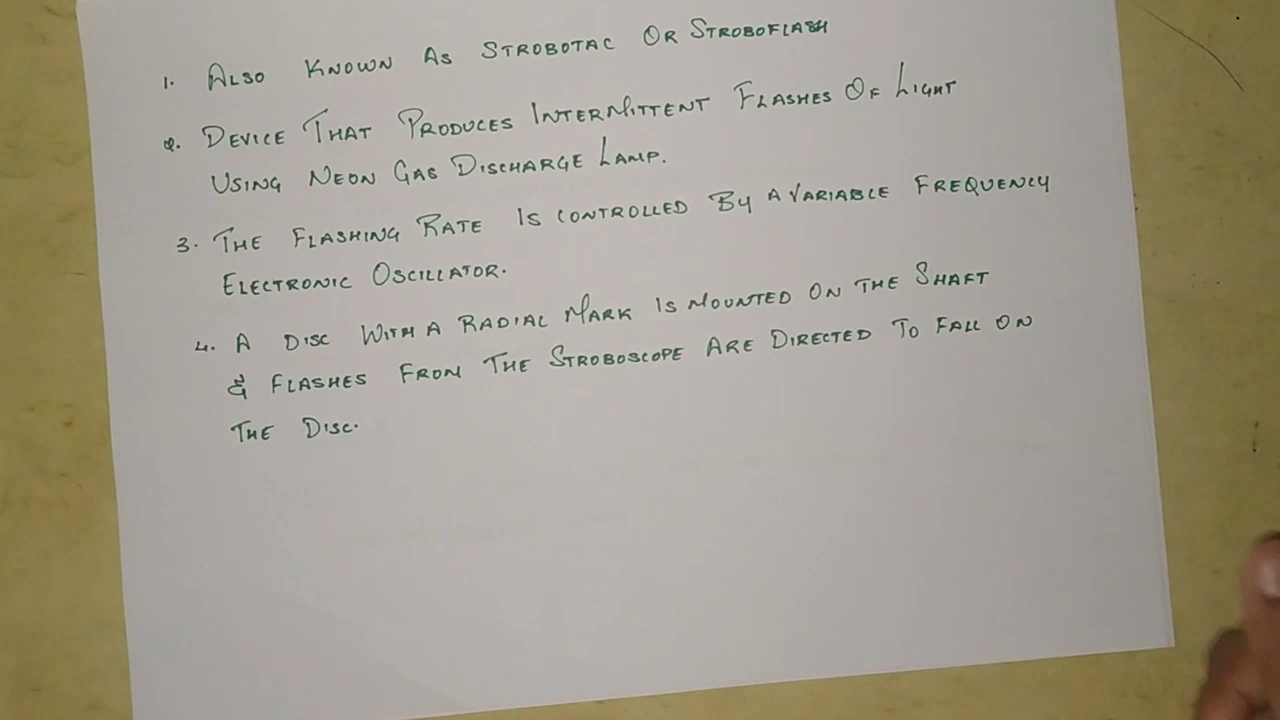 1. ALSO KNOWN AS STROBOTAC OR STROBOFLASH
2. DEVICE THAT PRODUCES INTERMITTENT FLASHES OF LIGHT
USING NEON GAS DISCHARGE LAMP.
3. THE FLASHING RATE IS CONTROLLED BY A VARIABLE FREQUENCY
ELECTRONIC OSCILLATOR.
4. A DISC WITH A RADIAL MARK IS MOUNTED ON THE SHAFT
& FLASHES FROM THE STROBOSCOPE ARE DIRECTED TO FALL ON
THE DISC.